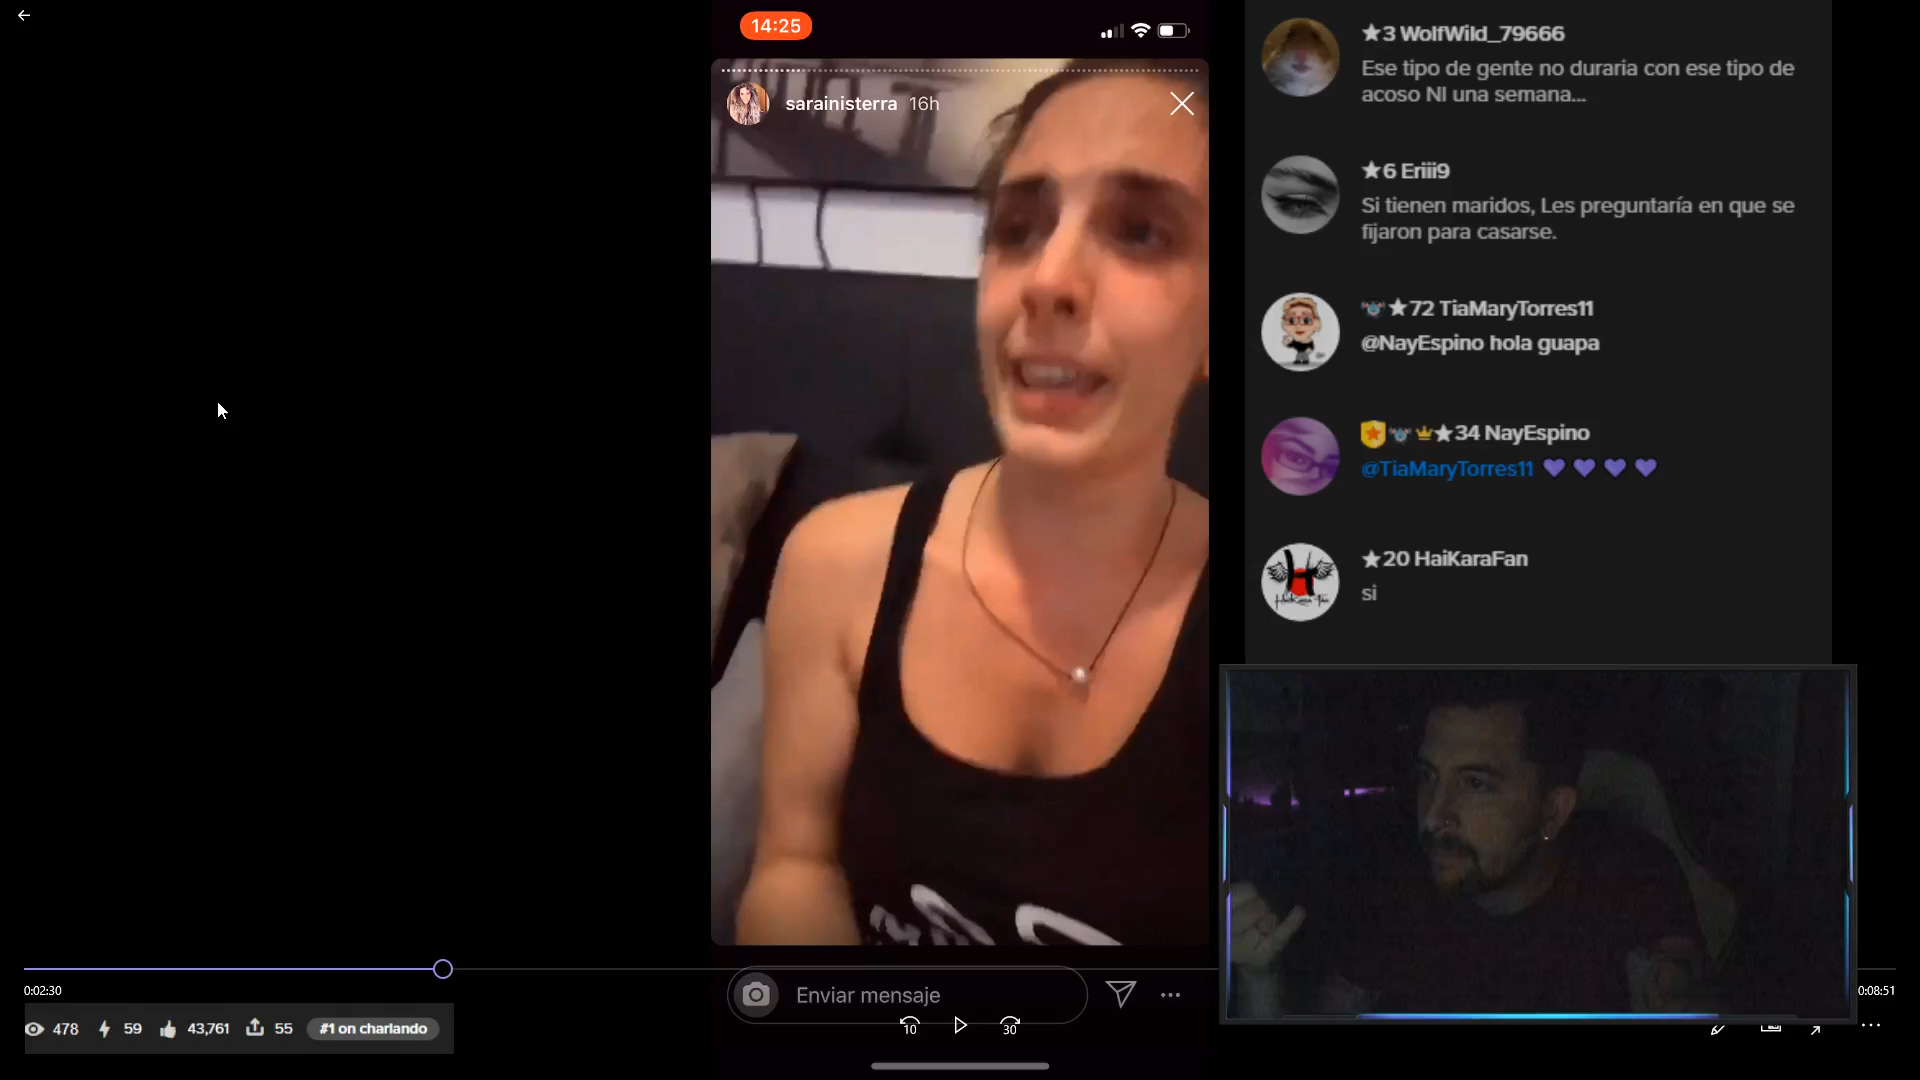 14:25
sarainisterra 16h
★3 WolfWild_79666
Ese tipo de gente no duraria con ese tipo de
acoso NI una semana...
★6 Eriii9
Si tienen maridos, Les preguntaría en que se
fijaron para casarse.
★72 TiaMaryTorres11
@NayEspino hola guapa
★34 NayEspino
@TiaMaryTorres11 💜 💜 💜 💜
★20 HaiKaraFan
si
0:02:30
0:08:51
Enviar mensaje
10
30
478 59 43,761 55 #1 on charlando